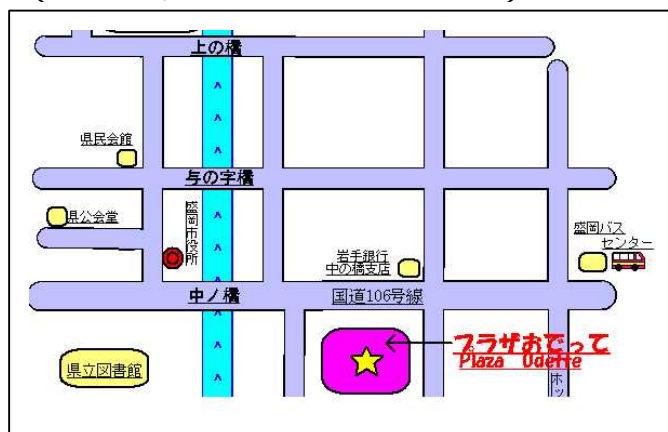 上の橋
県民会館
与の字橋
県公会堂
盛岡市役所
盛岡バス
センター
岩手銀行
中の橋支店
中ノ橋
国道106号線
プラザおでって
Plaza Odette
県立図書館
ホッ